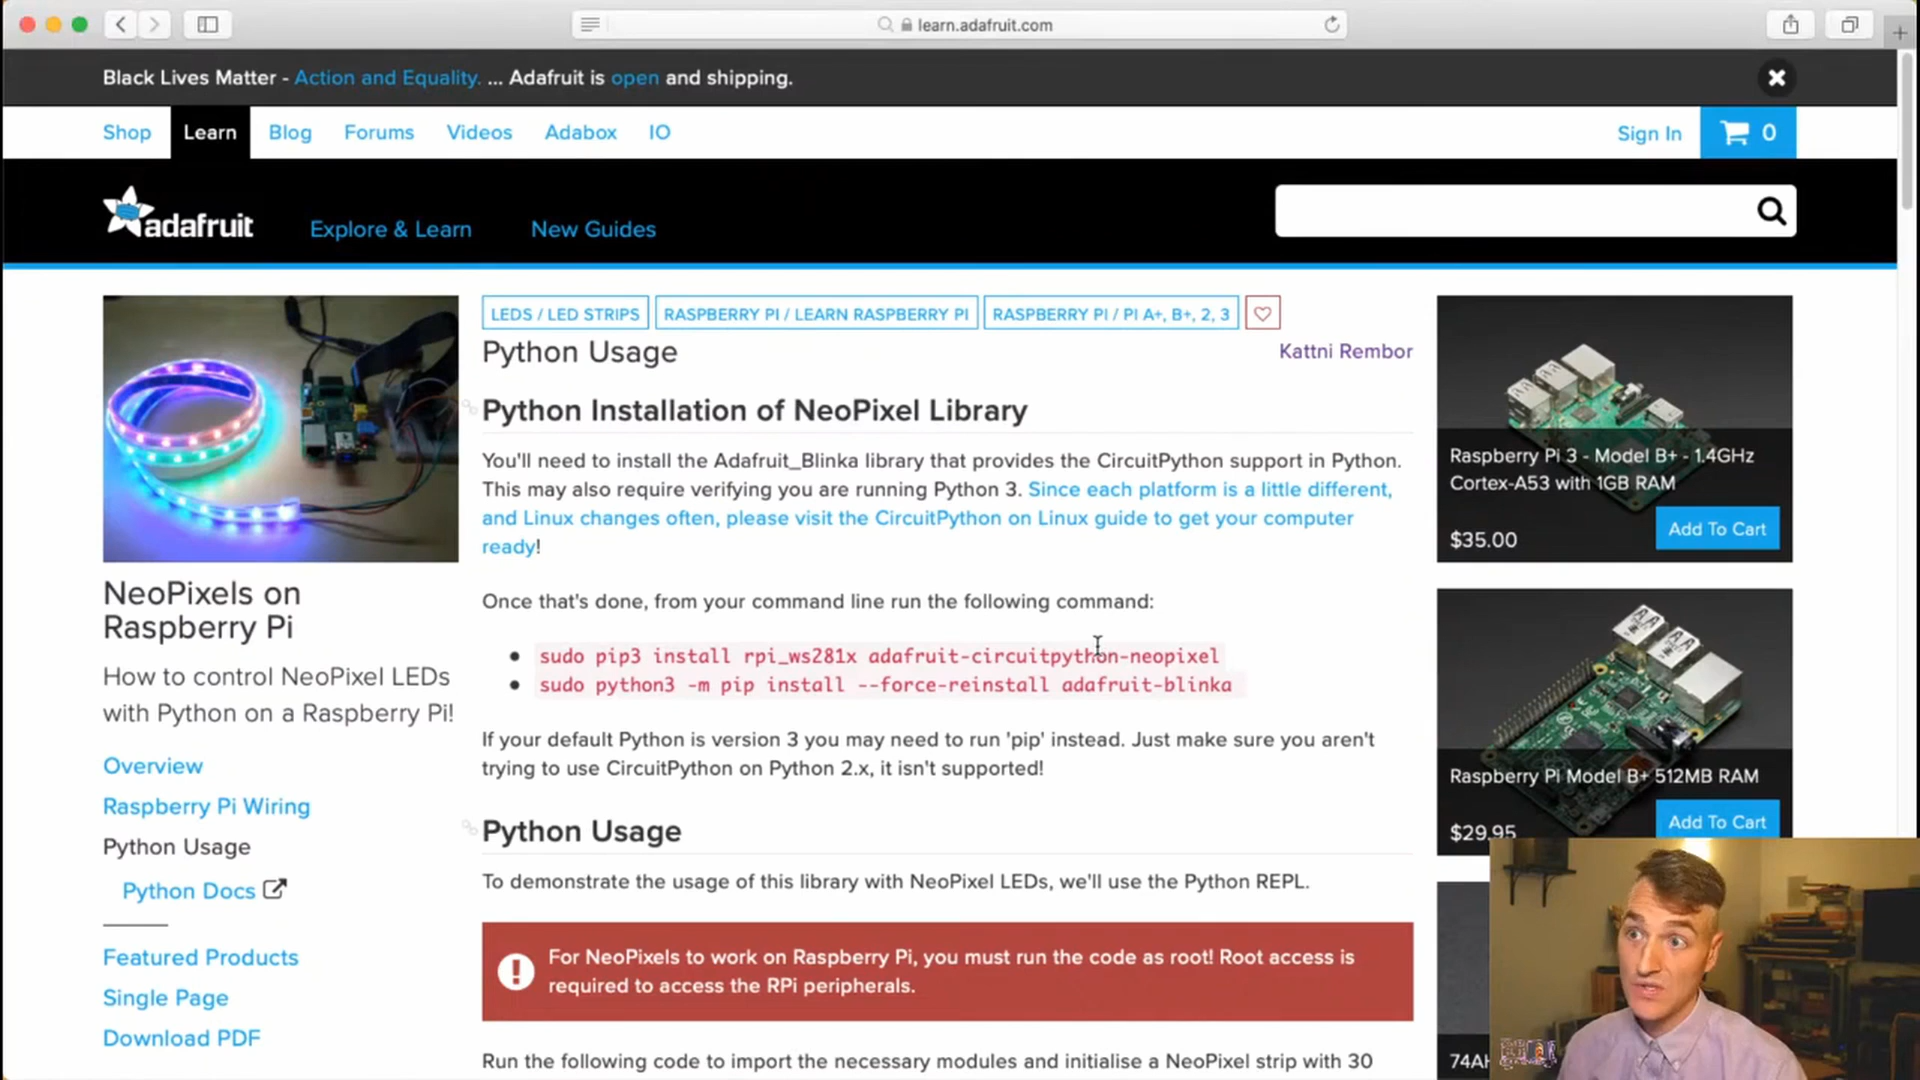 learn.adafruit.com
Black Lives Matter - Action and Equality. ... Adafruit is open and shipping.
Shop Learn Blog Forums Videos Adabox IO Sign In 0
adafruit Explore & Learn New Guides
LEDS / LED STRIPS RASPBERRY PI / LEARN RASPBERRY PI RASPBERRY PI / PI A+, B+, 2, 3
Python Usage Kattni Rembor
Python Installation of NeoPixel Library
You'll need to install the Adafruit_Blinka library that provides the CircuitPython support in Python.
This may also require verifying you are running Python 3. Since each platform is a little different,
and Linux changes often, please visit the CircuitPython on Linux guide to get your computer
ready!
Once that's done, from your command line run the following command:
sudo pip3 install rpi_ws281x adafruit-circuitpython-neopixel
sudo python3 -m pip install --force-reinstall adafruit-blinka
If your default Python is version 3 you may need to run 'pip' instead. Just make sure you aren't
trying to use CircuitPython on Python 2.x, it isn't supported!
Python Usage
To demonstrate the usage of this library with NeoPixel LEDs, we'll use the Python REPL.
For NeoPixels to work on Raspberry Pi, you must run the code as root! Root access is
required to access the RPi peripherals.
Run the following code to import the necessary modules and initialise a NeoPixel strip with 30
NeoPixels on
Raspberry Pi
How to control NeoPixel LEDs
with Python on a Raspberry Pi!
Overview
Raspberry Pi Wiring
Python Usage
Python Docs
Featured Products
Single Page
Download PDF
Raspberry Pi 3 - Model B+ - 1.4GHz
Cortex-A53 with 1GB RAM
$35.00 Add To Cart
Raspberry Pi Model B+ 512MB RAM
$29.95 Add To Cart